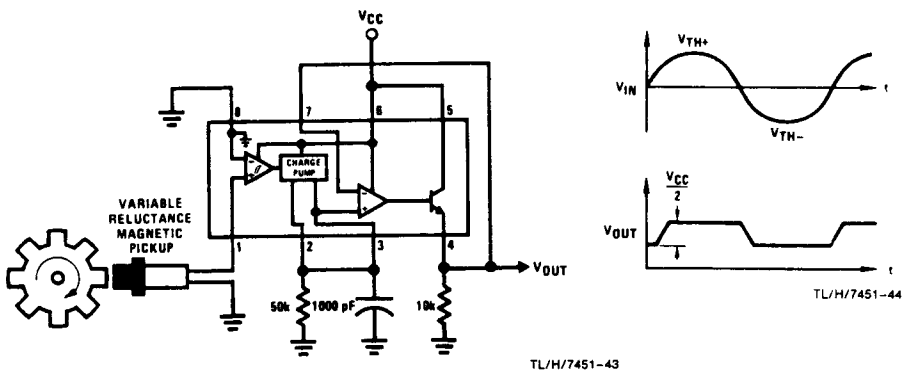 VCC
8
7
6
5
CHARGE
PUMP
VARIABLE
RELUCTANCE
MAGNETIC
PICKUP
1
2
3
4
VOUT
50k
1000 pF
10k
TL/H/7451-43
VTH+
VIN
t
VTH-
VCC
2
VOUT
t
TL/H/7451-44